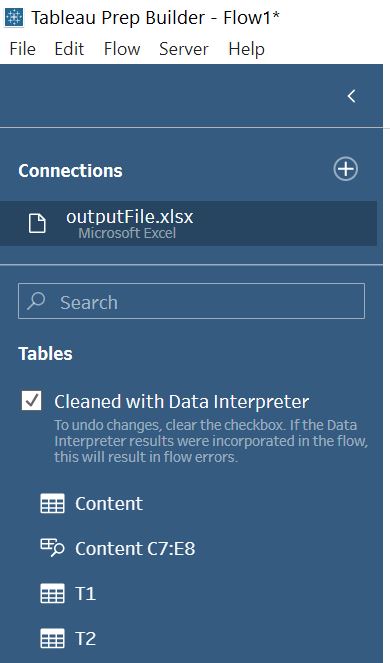 Tableau Prep Builder - Flow1*
File Edit Flow Server Help
Connections
outputFile.xlsx
Microsoft Excel
Search
Tables
Cleaned with Data Interpreter
To undo changes, clear the checkbox. If the Data
Interpreter results were incorporated in the flow,
this will result in flow errors.
Content
Content C7:E8
T1
T2